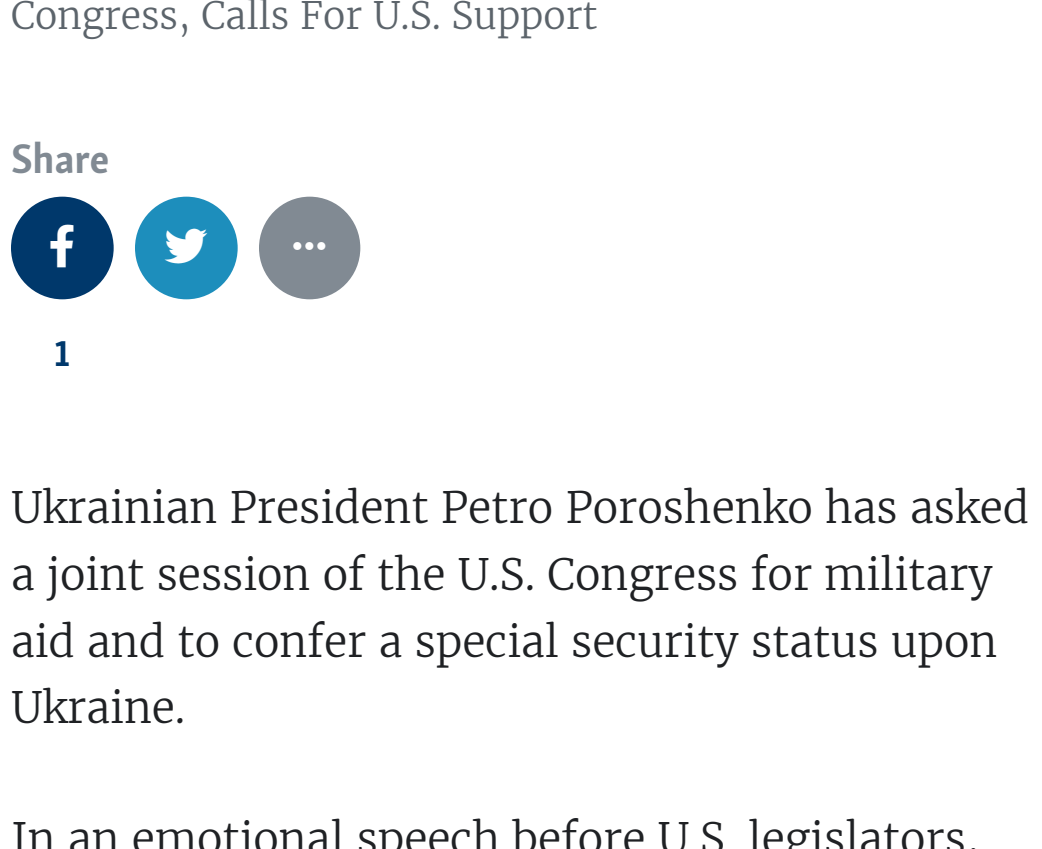 Congress, Calls For U.S. Support
Share
1
Ukrainian President Petro Poroshenko has asked
a joint session of the U.S. Congress for military
aid and to confer a special security status upon
Ukraine.
In an emotional speech before U.S. legislators,